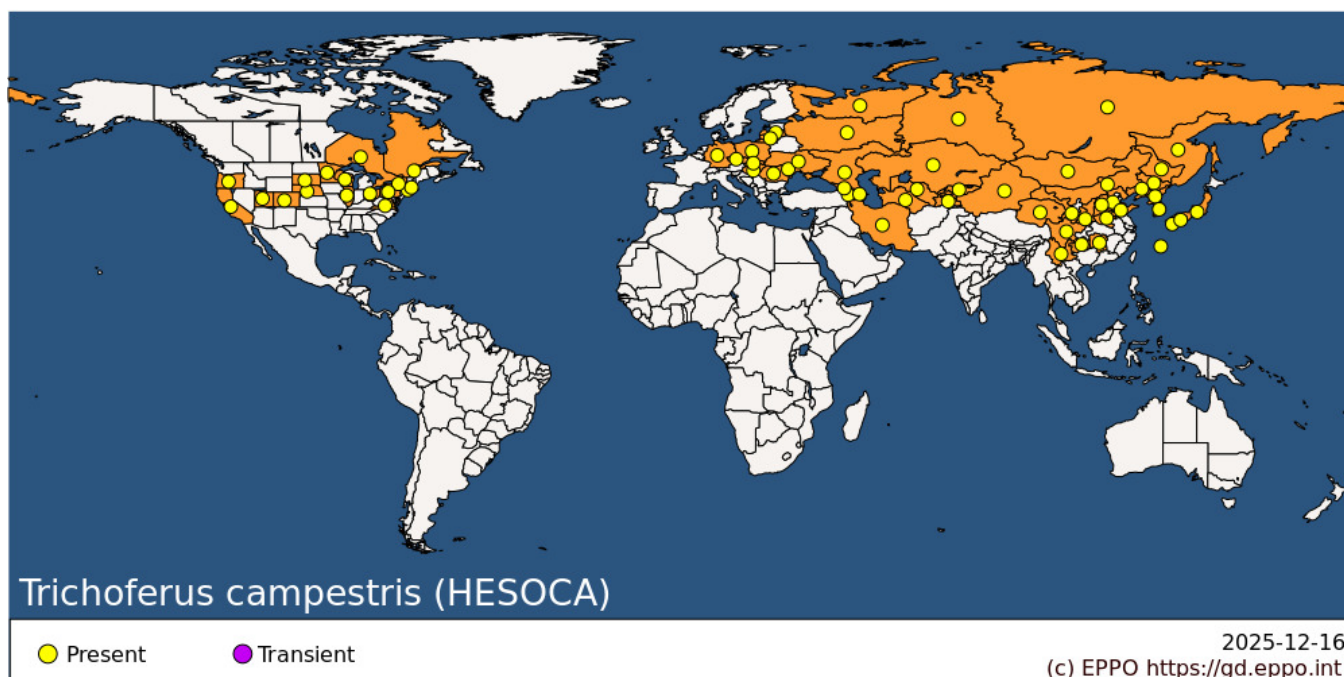 Trichoferus campestris (HESOCA)
Present
Transient
2025-12-16
(c) EPPO https://gd.eppo.int